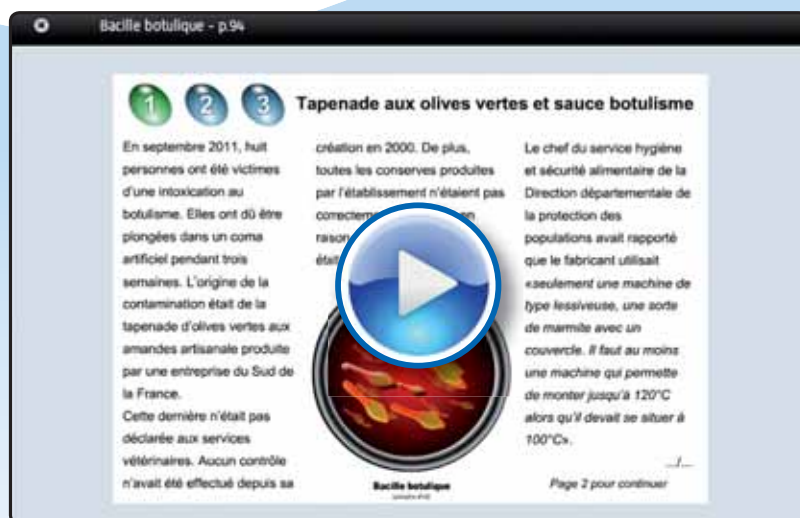 Bacille botulique - p.94
1 2 3 Tapenade aux olives vertes et sauce botulisme
En septembre 2011, huit
personnes ont été victimes
d'une intoxication au
botulisme. Elles ont dû être
plongées dans un coma
artificiel pendant trois
semaines. L'origine de la
contamination était de la
tapenade d'olives vertes aux
amandes artisanale produite
par une entreprise du Sud de
la France.
Cette dernière n'était pas
déclarée aux services
vétérinaires. Aucun contrôle
n'avait été effectué depuis sa
création en 2000. De plus,
toutes les conserves produites
par l'établissement n'étaient pas
en
Bacille botulique
Le chef du service hygiène
et sécurité alimentaire de la
Direction départementale de
la protection des
populations avait rapporté
que le fabricant utilisait
«seulement une machine de
type lessiveuse, une sorte
de marmite avec un
couvercle. Il faut au moins
une machine qui permette
de monter jusqu'à 120°C
alors qu'il devait se situer à
100°C».
.../...
Page 2 pour continuer